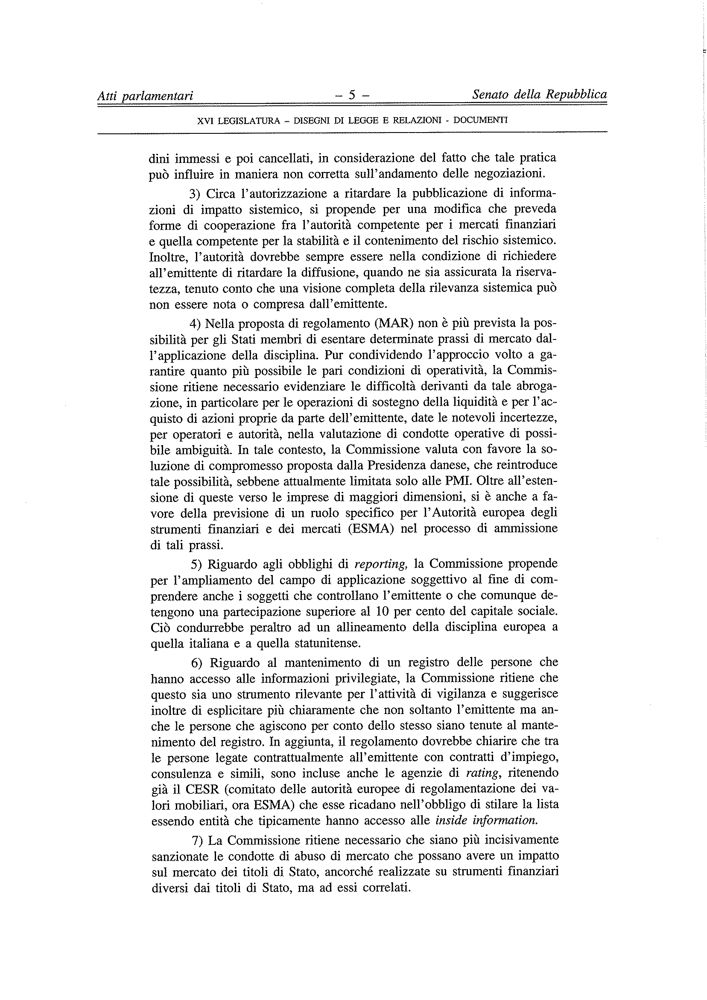 Atti parlamentari – 5 – Senato della Repubblica
XVI LEGISLATURA – DISEGNI DI LEGGE E RELAZIONI - DOCUMENTI
dini immessi e poi cancellati, in considerazione del fatto che tale pratica
può influire in maniera non corretta sull'andamento delle negoziazioni.
3) Circa l'autorizzazione a ritardare la pubblicazione di informa-
zioni di impatto sistemico, si propende per una modifica che preveda
forme di cooperazione fra l'autorità competente per i mercati finanziari
e quella competente per la stabilità e il contenimento del rischio sistemico.
Inoltre, l'autorità dovrebbe sempre essere nella condizione di richiedere
all'emittente di ritardare la diffusione, quando ne sia assicurata la riserva-
tezza, tenuto conto che una visione completa della rilevanza sistemica può
non essere nota o compresa dall'emittente.
4) Nella proposta di regolamento (MAR) non è più prevista la pos-
sibilità per gli Stati membri di esentare determinate prassi di mercato dal-
l'applicazione della disciplina. Pur condividendo l'approccio volto a ga-
rantire quanto più possibile le pari condizioni di operatività, la Commis-
sione ritiene necessario evidenziare le difficoltà derivanti da tale abroga-
zione, in particolare per le operazioni di sostegno della liquidità e per l'ac-
quisto di azioni proprie da parte dell'emittente, date le notevoli incertezze,
per operatori e autorità, nella valutazione di condotte operative di possi-
bile ambiguità. In tale contesto, la Commissione valuta con favore la so-
luzione di compromesso proposta dalla Presidenza danese, che reintroduce
tale possibilità, sebbene attualmente limitata solo alle PMI. Oltre all'esten-
sione di queste verso le imprese di maggiori dimensioni, si è anche a fa-
vore della previsione di un ruolo specifico per l'Autorità europea degli
strumenti finanziari e dei mercati (ESMA) nel processo di ammissione
di tali prassi.
5) Riguardo agli obblighi di reporting, la Commissione propende
per l'ampliamento del campo di applicazione soggettivo al fine di com-
prendere anche i soggetti che controllano l'emittente o che comunque de-
tengono una partecipazione superiore al 10 per cento del capitale sociale.
Ciò condurrebbe peraltro ad un allineamento della disciplina europea a
quella italiana e a quella statunitense.
6) Riguardo al mantenimento di un registro delle persone che
hanno accesso alle informazioni privilegiate, la Commissione ritiene che
questo sia uno strumento rilevante per l'attività di vigilanza e suggerisce
inoltre di esplicitare più chiaramente che non soltanto l'emittente ma an-
che le persone che agiscono per conto dello stesso siano tenute al mante-
nimento del registro. In aggiunta, il regolamento dovrebbe chiarire che tra
le persone legate contrattualmente all'emittente con contratti d'impiego,
consulenza e simili, sono incluse anche le agenzie di rating, ritenendo
già il CESR (comitato delle autorità europee di regolamentazione dei va-
lori mobiliari, ora ESMA) che esse ricadano nell'obbligo di stilare la lista
essendo entità che tipicamente hanno accesso alle inside information.
7) La Commissione ritiene necessario che siano più incisivamente
sanzionate le condotte di abuso di mercato che possano avere un impatto
sul mercato dei titoli di Stato, ancorché realizzate su strumenti finanziari
diversi dai titoli di Stato, ma ad essi correlati.